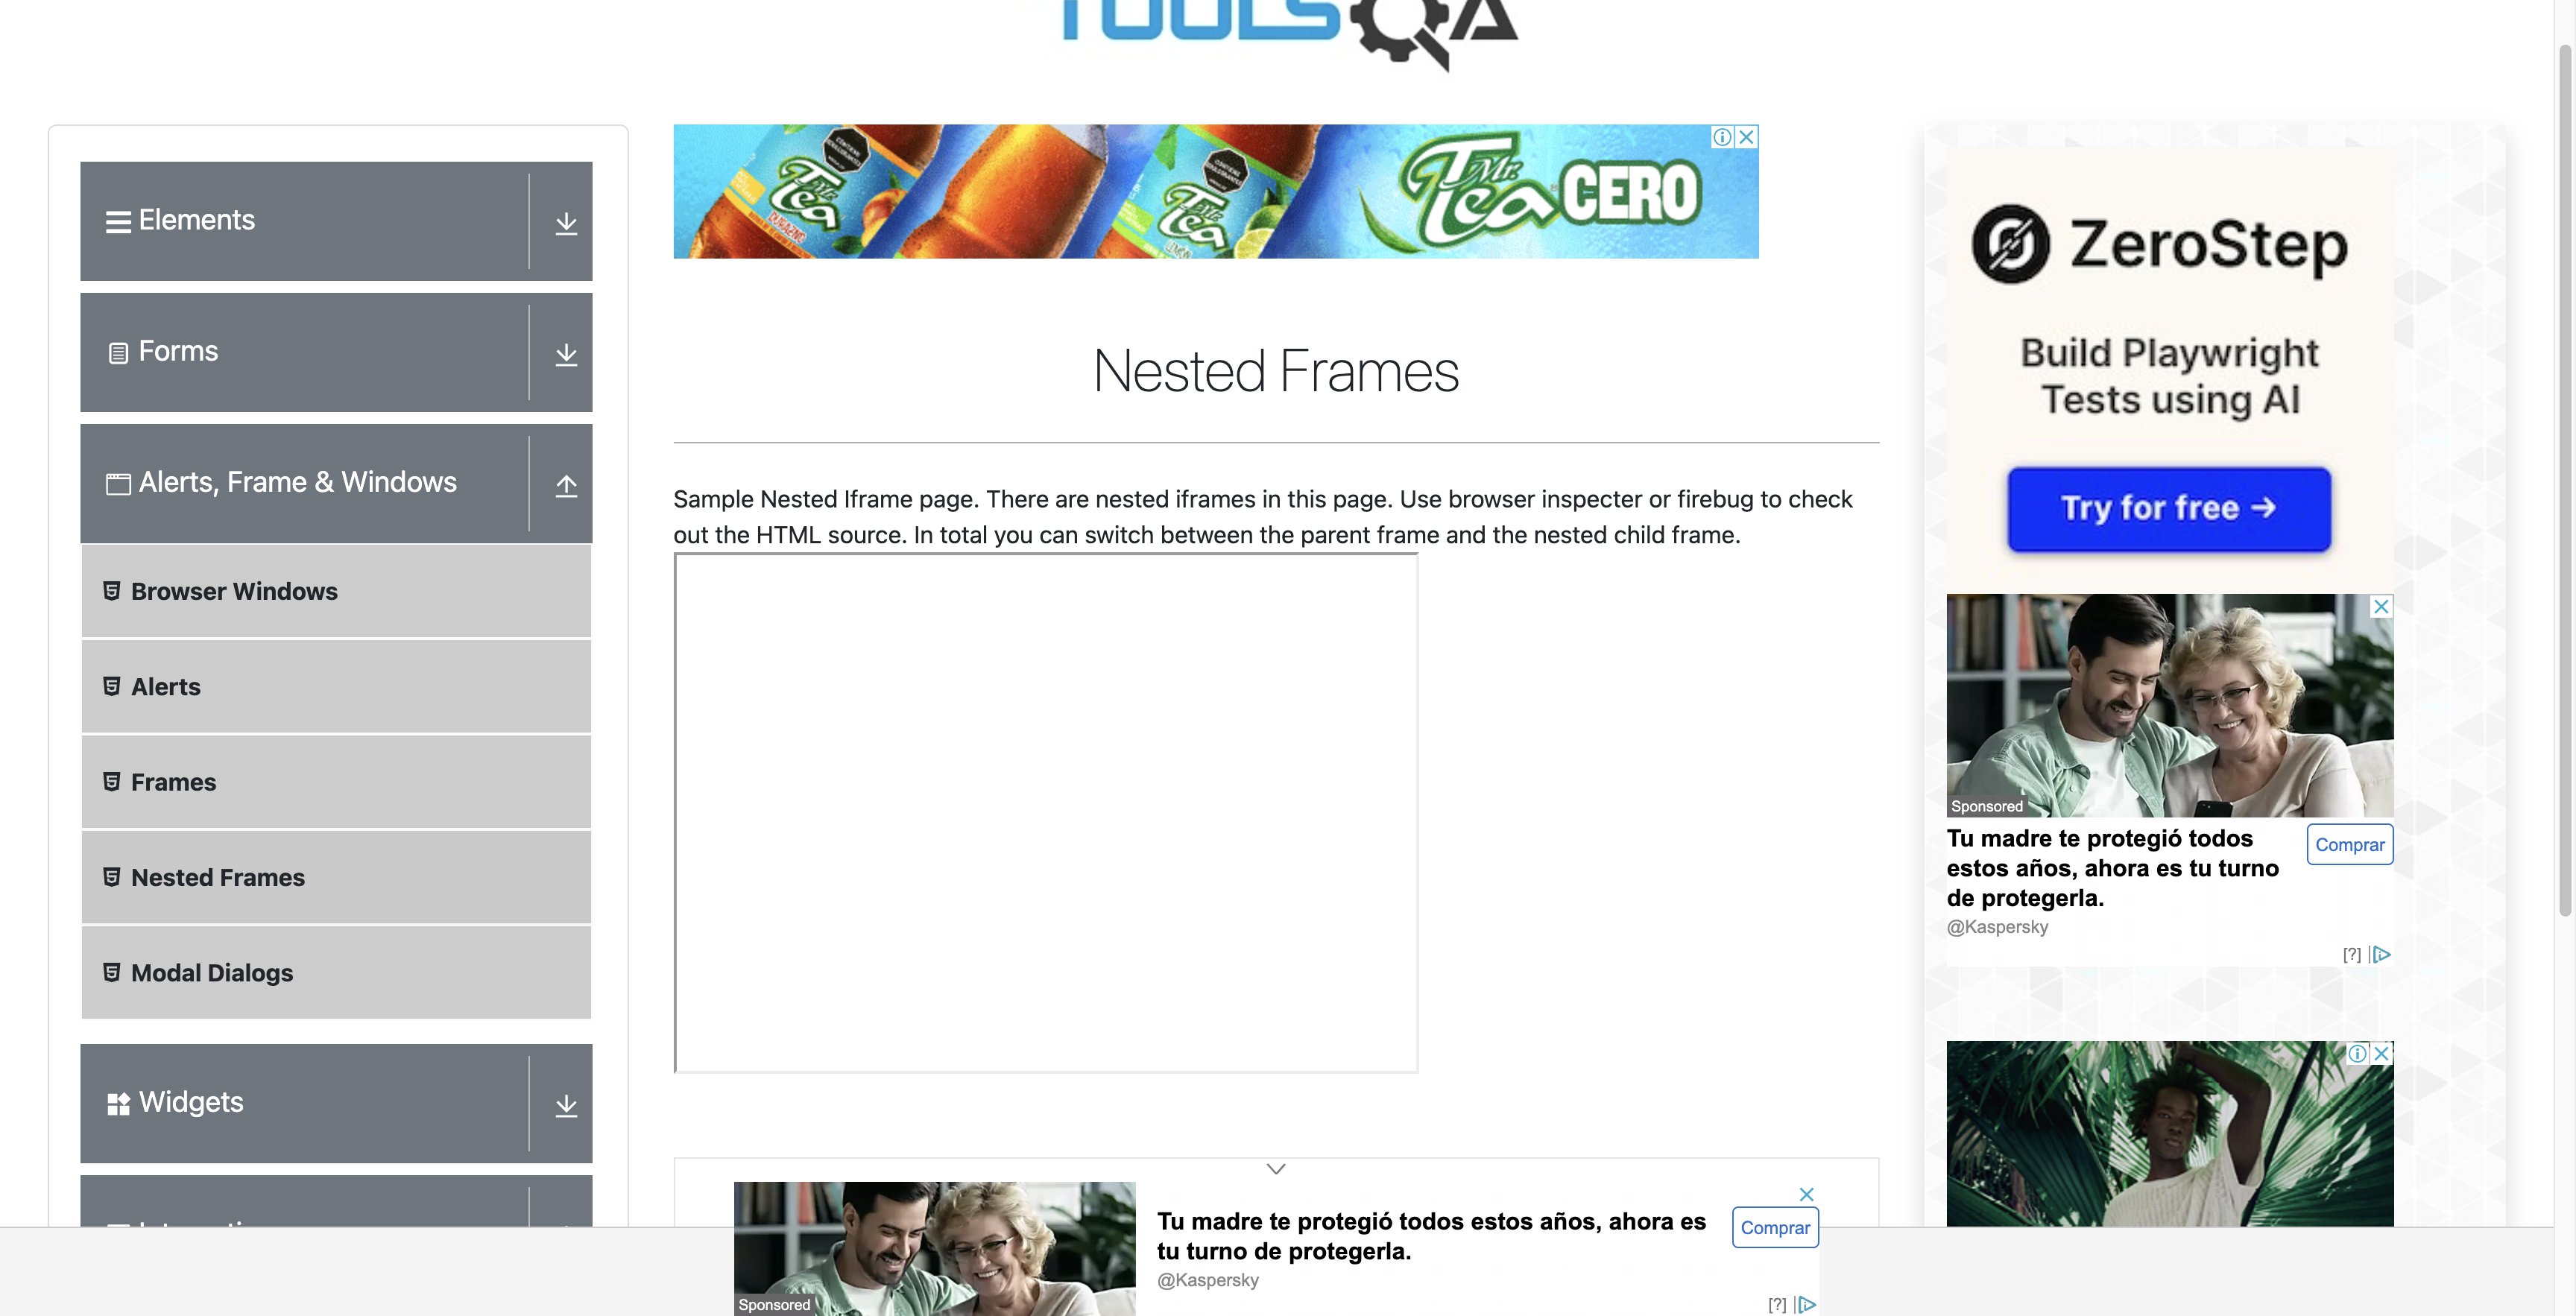 TOOLSQA
Elements
Forms
Alerts, Frame & Windows
Browser Windows
Alerts
Frames
Nested Frames
Modal Dialogs
Widgets
Mr.
Tea
DURAZNO
Mr.
Tea
Mr.
Tea CERO
Nested Frames
Sample Nested Iframe page. There are nested iframes in this page. Use browser inspecter or firebug to check
out the HTML source. In total you can switch between the parent frame and the nested child frame.
Tu madre te protegió todos estos años, ahora es
tu turno de protegerla.
@Kaspersky
Comprar
Sponsored
[?]
ZeroStep
Build Playwright
Tests using AI
Try for free →
Sponsored
Tu madre te protegió todos
estos años, ahora es tu turno
de protegerla.
Comprar
@Kaspersky
[?]